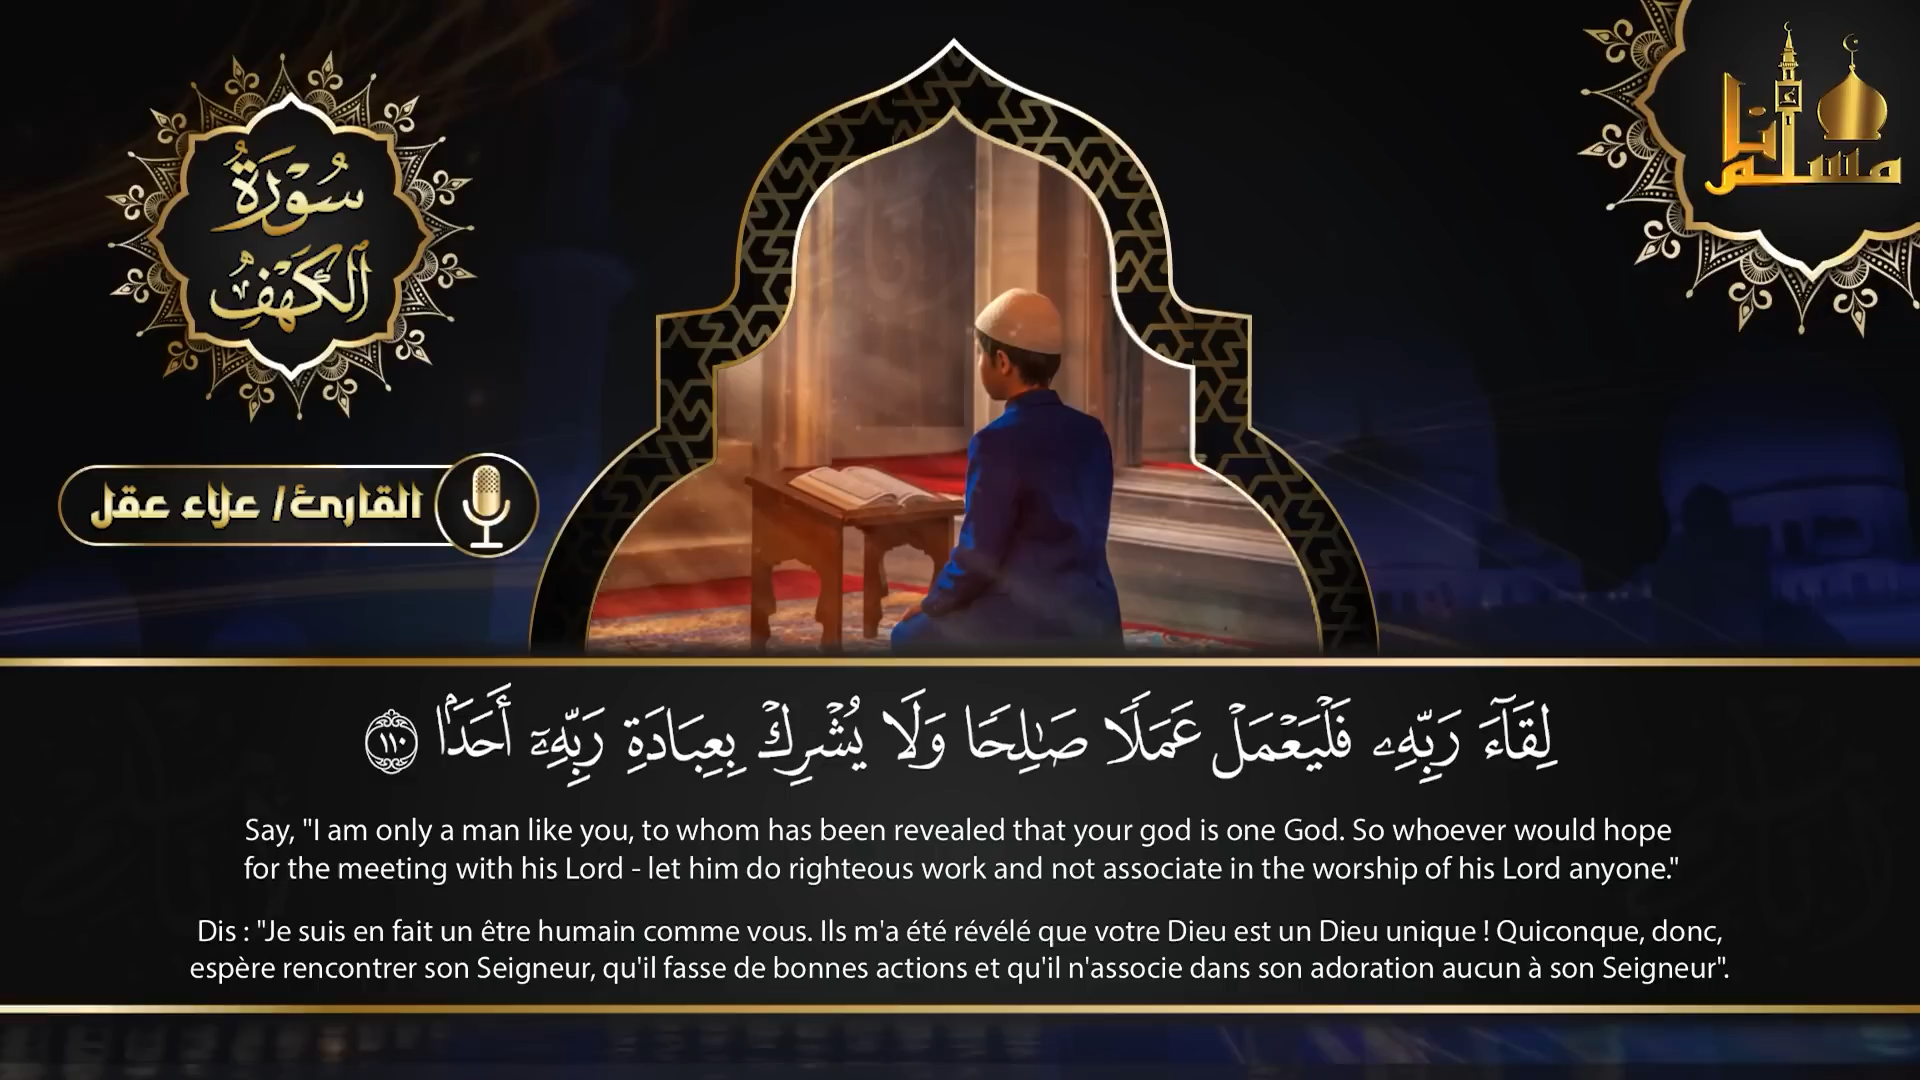 سُورَةُ
الكَهْفِ
أنا
مسلم
القارئ / علاء عقل
لِقَآءَ رَبِّهِۦ فَلْيَعْمَلْ عَمَلًا صَـٰلِحًا وَلَا يُشْرِكْ بِعِبَادَةِ رَبِّهِۦٓ أَحَدًۢا ١١٠
Say, "I am only a man like you, to whom has been revealed that your god is one God. So whoever would hope
for the meeting with his Lord - let him do righteous work and not associate in the worship of his Lord anyone."
Dis : "Je suis en fait un être humain comme vous. Ils m'a été révélé que votre Dieu est un Dieu unique ! Quiconque, donc,
espère rencontrer son Seigneur, qu'il fasse de bonnes actions et qu'il n'associe dans son adoration aucun à son Seigneur".